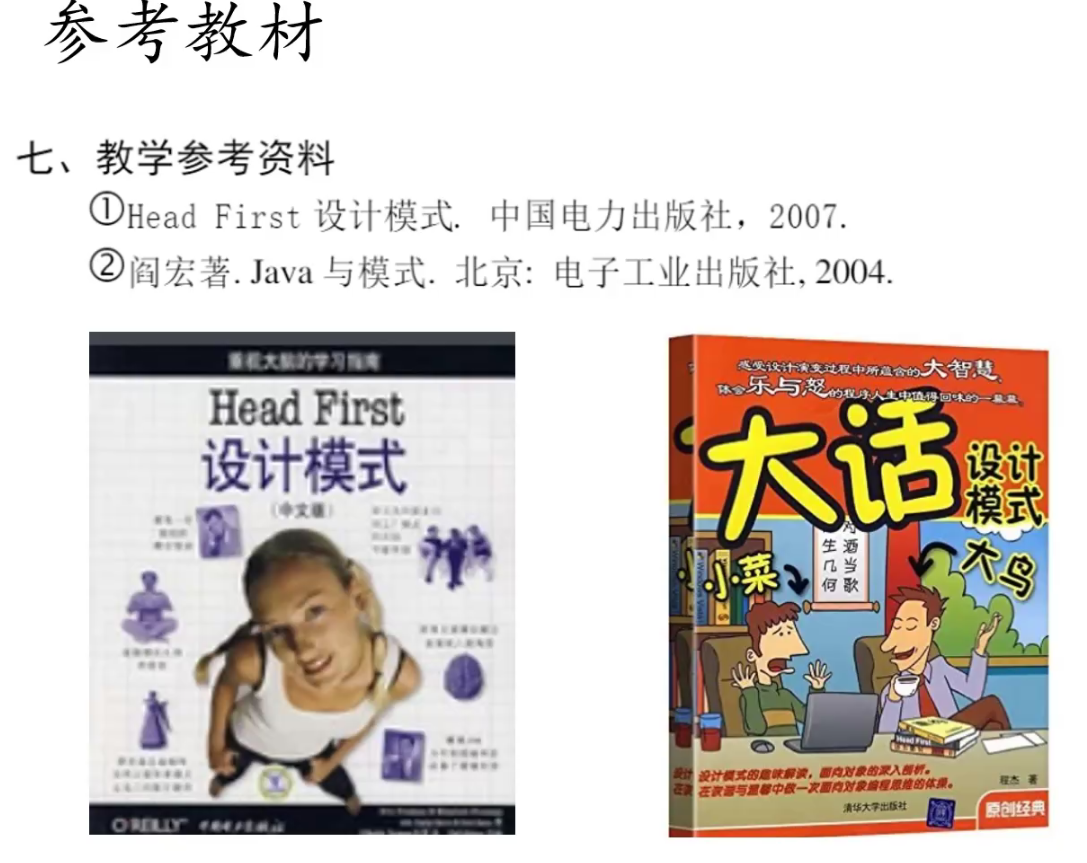 参考教材
七、教学参考资料
①Head First 设计模式. 中国电力出版社，2007.
②阎宏著. Java 与模式. 北京: 电子工业出版社, 2004.
重视大脑的学习指南
Head First
设计模式
（中文版）
O'REILLY 中国电力出版社
感受设计演变过程中所蕴含的大智慧，
体会乐与怒的程序人生中值得回味的一幕幕。
大话
设计
模式
对酒当歌
人生几何
小菜
大鸟
Head First
设计模式的趣味解读，面向对象的深入剖析。
在诙谐与温馨中做一次面向对象编程思维的体操。
程杰 著
清华大学出版社
原创经典